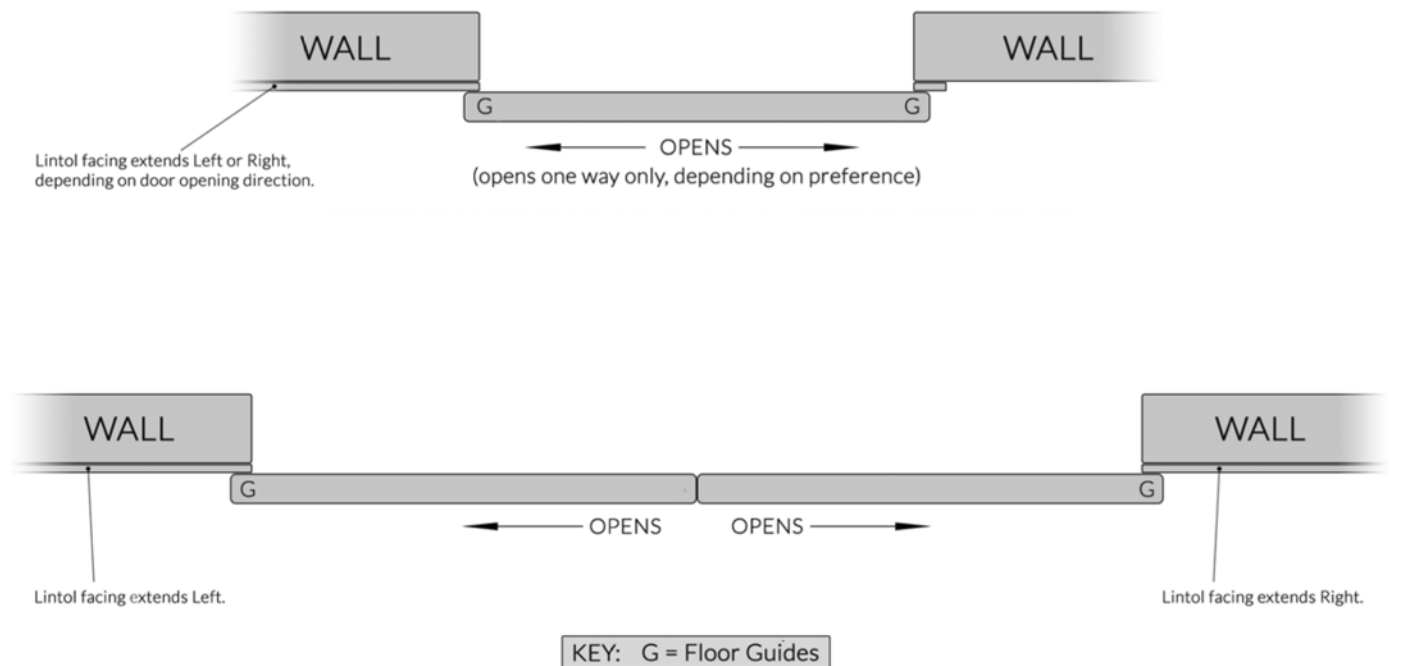 WALL
WALL
G
G
Lintol facing extends Left or Right,
depending on door opening direction.
OPENS
(opens one way only, depending on preference)
WALL
WALL
G
G
OPENS
OPENS
Lintol facing extends Left.
Lintol facing extends Right.
KEY: G = Floor Guides